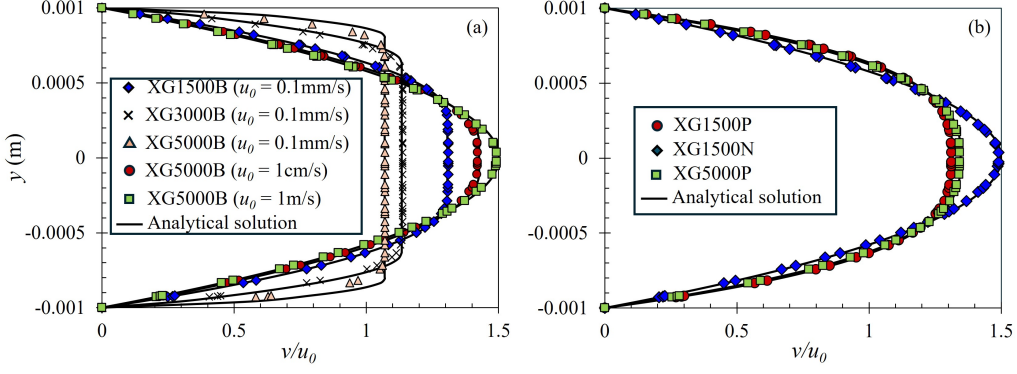 (a)
0.001
0.0005
0
-0.0005
-0.001
y (m)
XG1500B (u0 = 0.1mm/s)
XG3000B (u0 = 0.1mm/s)
XG5000B (u0 = 0.1mm/s)
XG5000B (u0 = 1cm/s)
XG5000B (u0 = 1m/s)
Analytical solution
0 0.5 1 1.5
v/u0
(b)
0.001
0.0005
0
-0.0005
-0.001
XG1500P
XG1500N
XG5000P
Analytical solution
0 0.5 1 1.5
v/u0